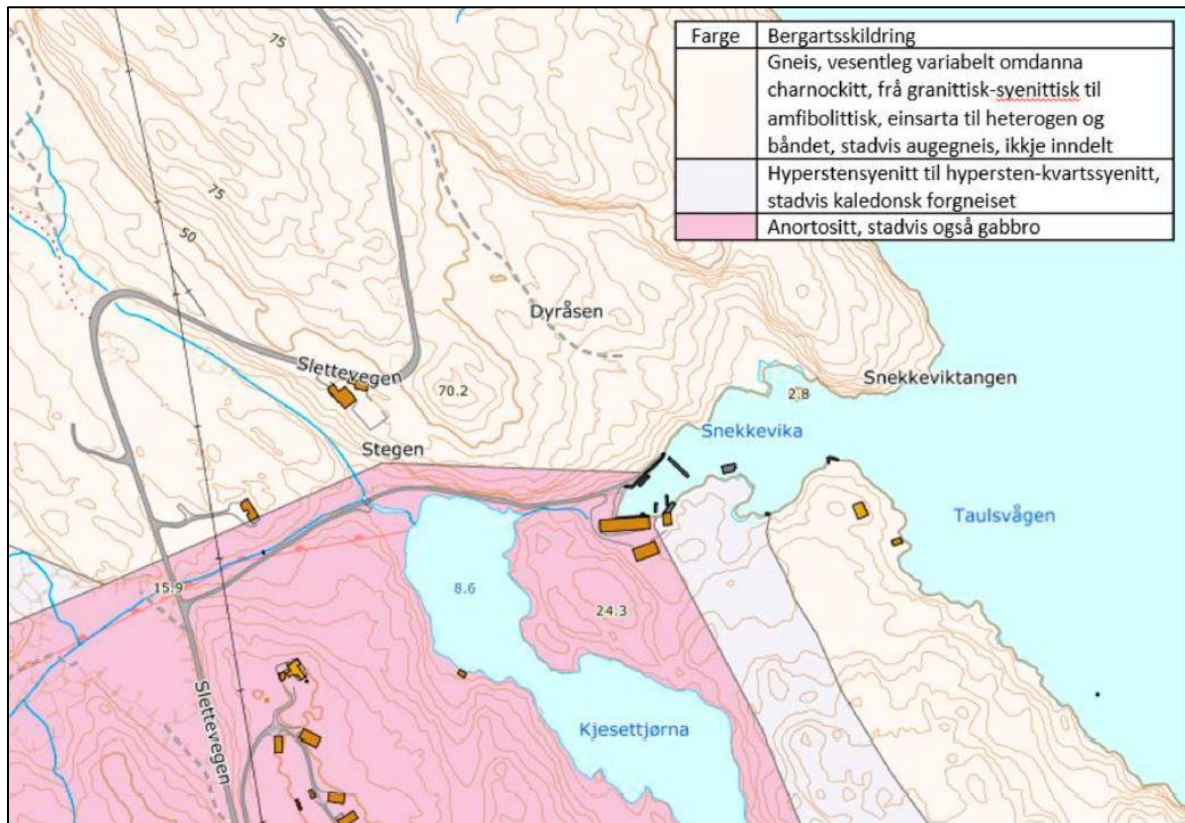 Farge Bergartsskildring
Gneis, vesentleg variabelt omdanna
charnockitt, frå granittisk-syenittisk til
amfibolittisk, einsarta til heterogen og
båndet, stadvis augegneis, ikkje inndelt
Hyperstensyenitt til hypersten-kvartssyenitt,
stadvis kaledonsk forgneiset
Anortositt, stadvis også gabbro
75
75
50
Dyråsen
Slettevegen
70.2
Snekkeviktangen
2.8
Snekkevika
Stegen
Taulsvågen
15.9
8.6
24.3
Slettevegen
Kjesettjørna